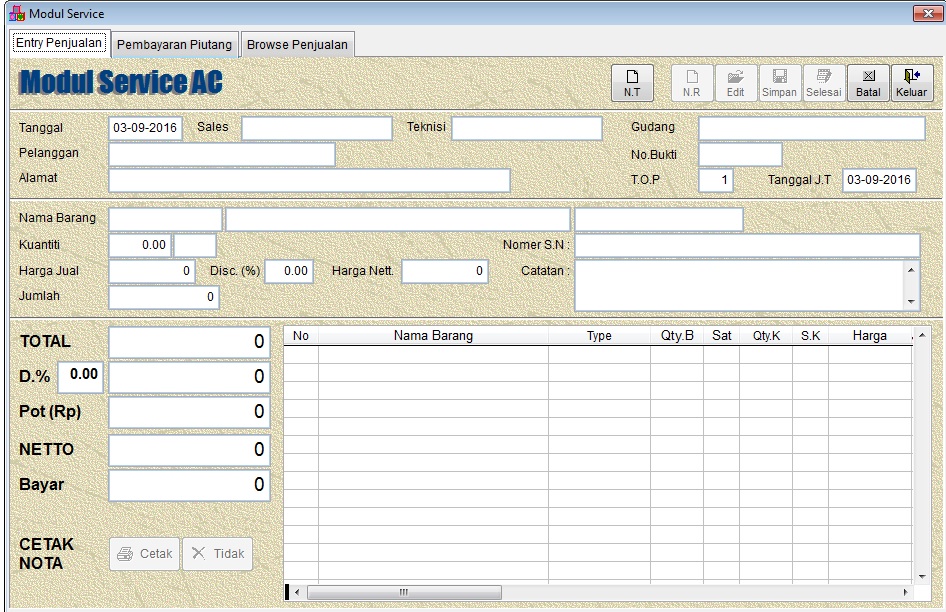 Modul Service
Entry Penjualan Pembayaran Piutang Browse Penjualan
Modul Service AC
N.T N.R Edit Simpan Selesai Batal Keluar
Tanggal 03-09-2016 Sales Teknisi Gudang
Pelanggan No.Bukti
Alamat T.O.P 1 Tanggal J.T 03-09-2016
Nama Barang
Kuantiti 0.00 Nomer S.N :
Harga Jual 0 Disc. (%) 0.00 Harga Nett. 0 Catatan :
Jumlah 0
TOTAL 0
D.% 0.00 0
Pot (Rp) 0
NETTO 0
Bayar 0
CETAK
NOTA
Cetak Tidak
No Nama Barang Type Qty.B Sat Qty.K S.K Harga